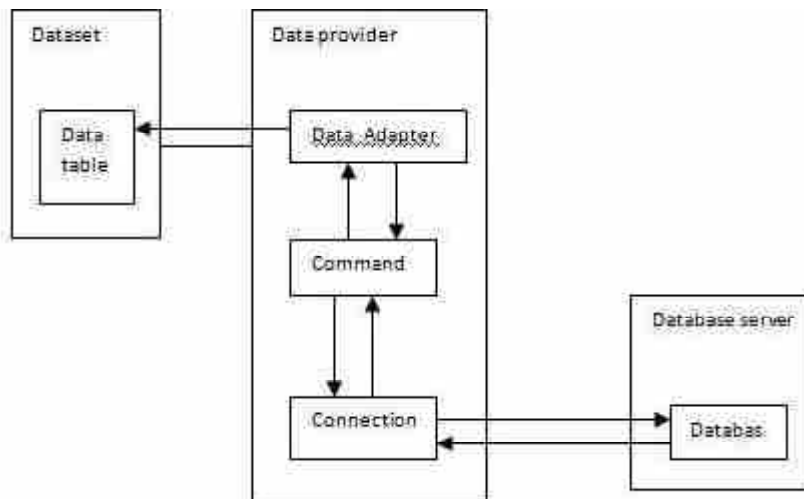 Dataset
Data provider
Data
table
Data Adapter
Command
Database server
Connection
Databas